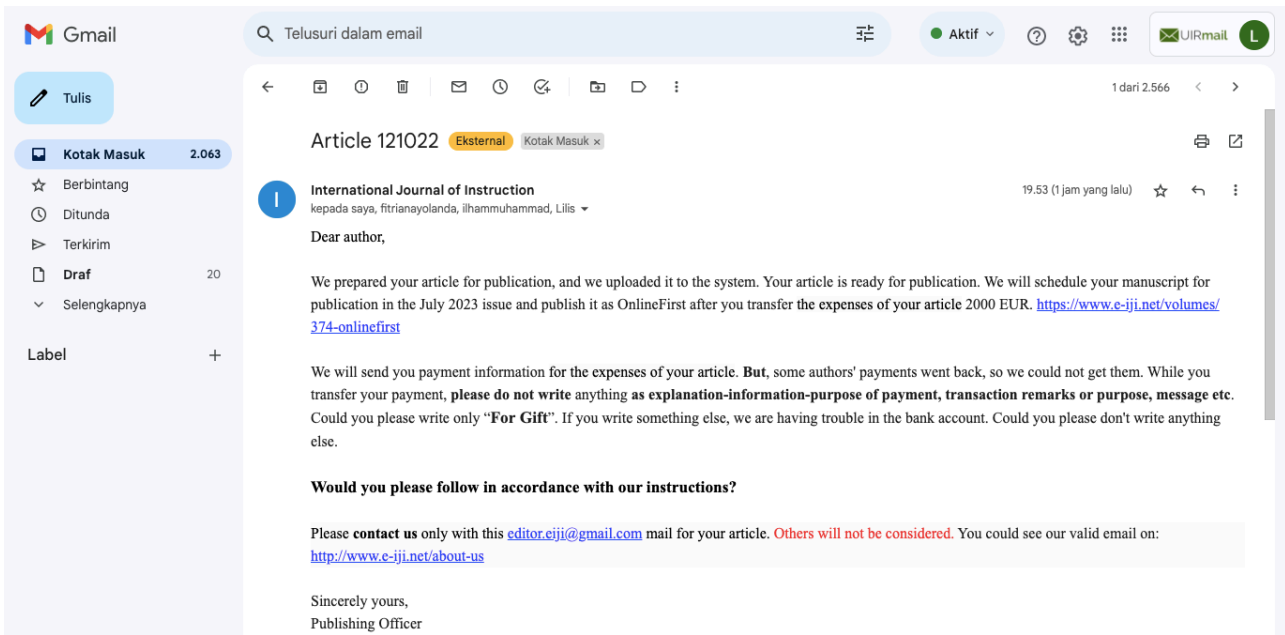 Gmail
Telusuri dalam email
Aktif
UIRmail
L
Tulis
1 dari 2.566
Kotak Masuk 2.063
Berbintang
Ditunda
Terkirim
Draf 20
Selengkapnya
Label
Article 121022 Eksternal Kotak Masuk ×
I
International Journal of Instruction
19.53 (1 jam yang lalu)
kepada saya, fitrianayolanda, ilhammuhammad, Lilis
Dear author,
We prepared your article for publication, and we uploaded it to the system. Your article is ready for publication. We will schedule your manuscript for
publication in the July 2023 issue and publish it as OnlineFirst after you transfer the expenses of your article 2000 EUR. https://www.e-iji.net/volumes/
374-onlinefirst
We will send you payment information for the expenses of your article. But, some authors' payments went back, so we could not get them. While you
transfer your payment, please do not write anything as explanation-information-purpose of payment, transaction remarks or purpose, message etc.
Could you please write only “For Gift”. If you write something else, we are having trouble in the bank account. Could you please don't write anything
else.
Would you please follow in accordance with our instructions?
Please contact us only with this editor.eiji@gmail.com mail for your article. Others will not be considered. You could see our valid email on:
http://www.e-iji.net/about-us
Sincerely yours,
Publishing Officer